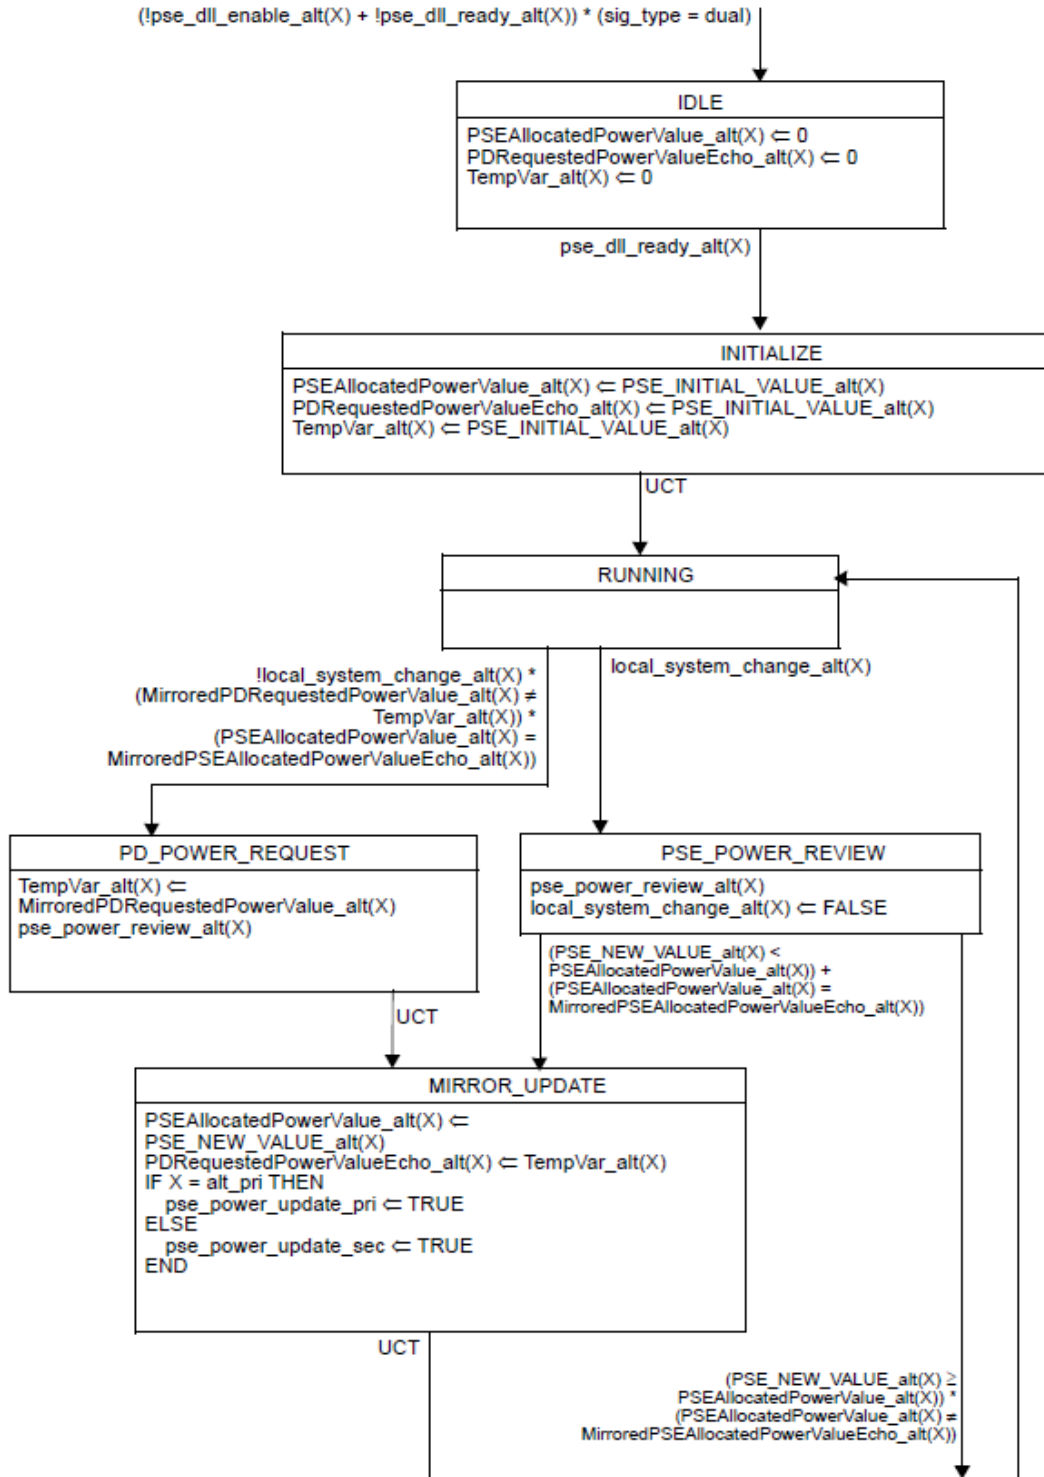 (!pse_dll_enable_alt(X) + !pse_dll_ready_alt(X)) * (sig_type = dual)
IDLE
PSEAllocatedPowerValue_alt(X) ⇐ 0
PDRequestedPowerValueEcho_alt(X) ⇐ 0
TempVar_alt(X) ⇐ 0
pse_dll_ready_alt(X)
INITIALIZE
PSEAllocatedPowerValue_alt(X) ⇐ PSE_INITIAL_VALUE_alt(X)
PDRequestedPowerValueEcho_alt(X) ⇐ PSE_INITIAL_VALUE_alt(X)
TempVar_alt(X) ⇐ PSE_INITIAL_VALUE_alt(X)
UCT
RUNNING
!local_system_change_alt(X) *
(MirroredPDRequestedPowerValue_alt(X) ≠
TempVar_alt(X)) *
(PSEAllocatedPowerValue_alt(X) =
MirroredPSEAllocatedPowerValueEcho_alt(X))
local_system_change_alt(X)
PD_POWER_REQUEST
TempVar_alt(X) ⇐
MirroredPDRequestedPowerValue_alt(X)
pse_power_review_alt(X)
PSE_POWER_REVIEW
pse_power_review_alt(X)
local_system_change_alt(X) ⇐ FALSE
UCT
(PSE_NEW_VALUE_alt(X) <
PSEAllocatedPowerValue_alt(X)) +
(PSEAllocatedPowerValue_alt(X) =
MirroredPSEAllocatedPowerValueEcho_alt(X))
MIRROR_UPDATE
PSEAllocatedPowerValue_alt(X) ⇐
PSE_NEW_VALUE_alt(X)
PDRequestedPowerValueEcho_alt(X) ⇐ TempVar_alt(X)
IF X = alt_pri THEN
pse_power_update_pri ⇐ TRUE
ELSE
pse_power_update_sec ⇐ TRUE
END
UCT
(PSE_NEW_VALUE_alt(X) ≥
PSEAllocatedPowerValue_alt(X)) *
(PSEAllocatedPowerValue_alt(X) ≠
MirroredPSEAllocatedPowerValueEcho_alt(X))